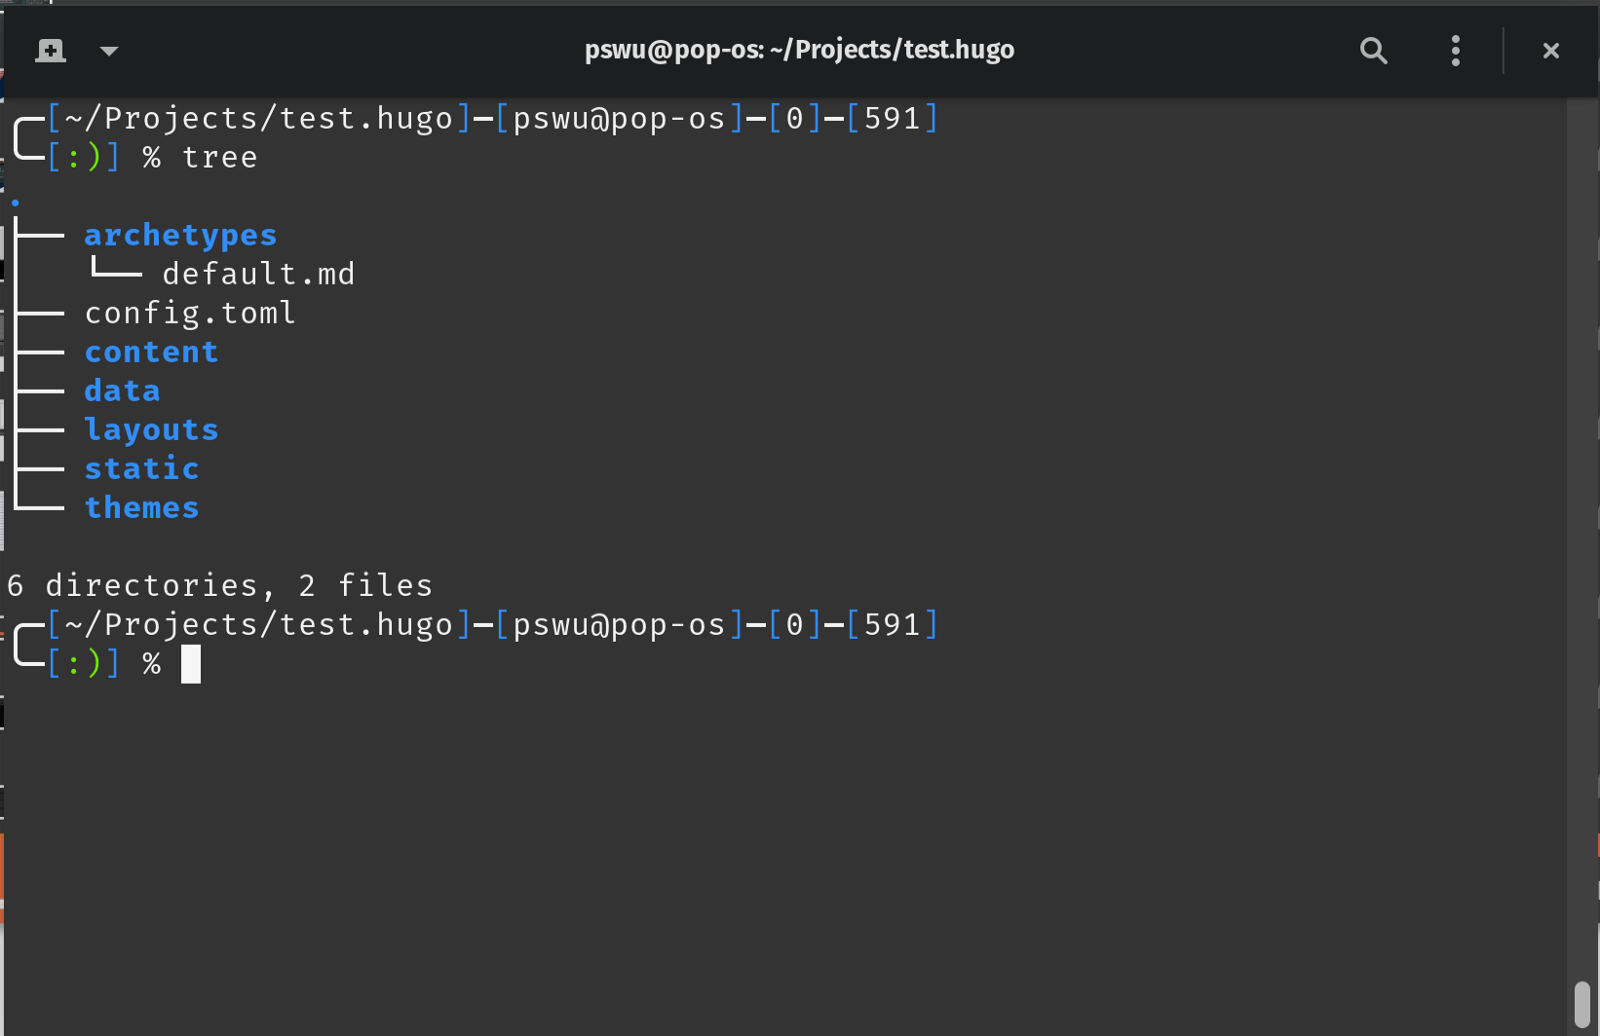 pswu@pop-os: ~/Projects/test.hugo
╭─[~/Projects/test.hugo]─[pswu@pop-os]─[0]─[591]
╰─[:)] % tree
.
├── archetypes
│   └── default.md
├── config.toml
├── content
├── data
├── layouts
├── static
└── themes
6 directories, 2 files
╭─[~/Projects/test.hugo]─[pswu@pop-os]─[0]─[591]
╰─[:)] %